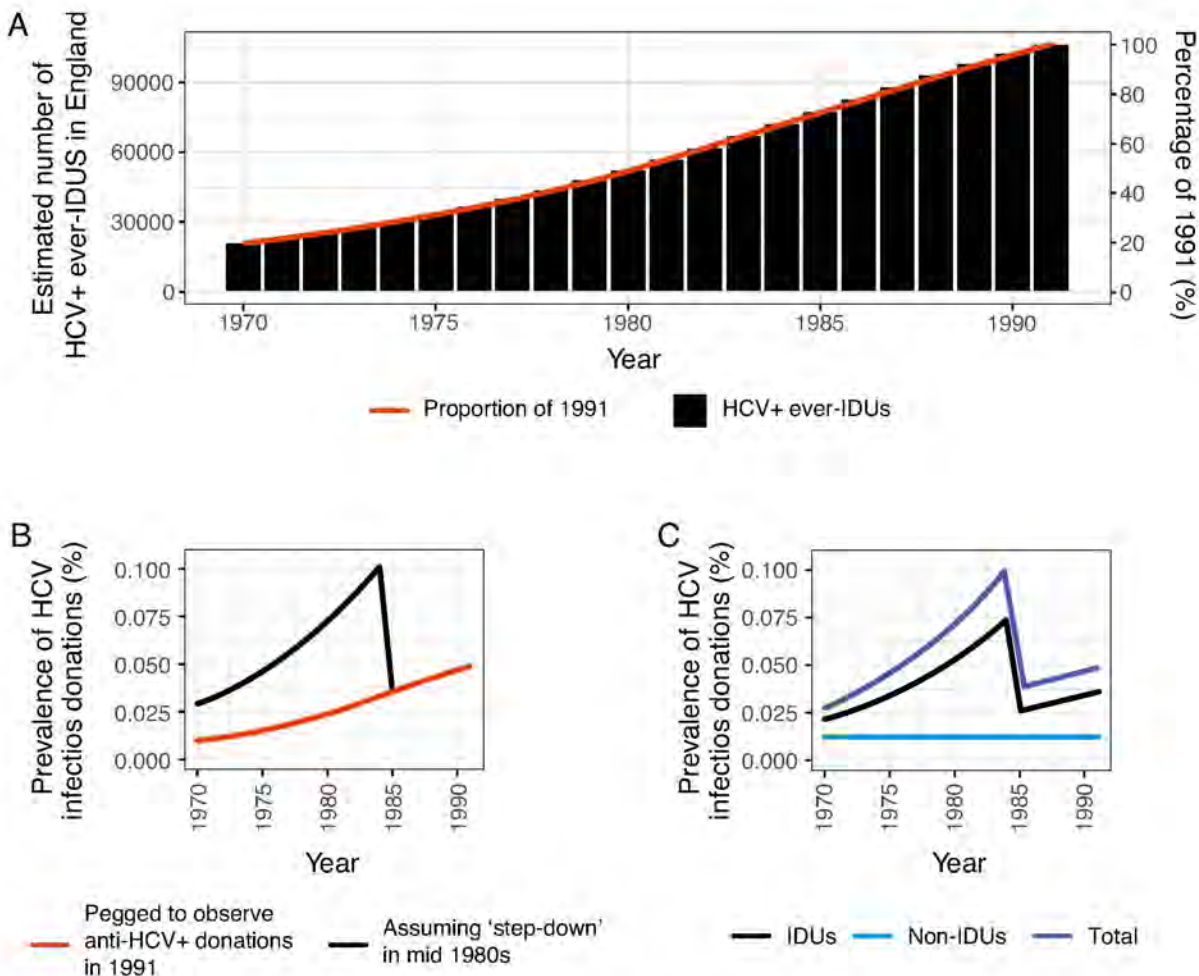 A
Estimated number of
HCV+ ever-IDUS in England
90000
60000
30000
0
100
80
60
40
20
0
Percentage of 1991 (%)
1970
1975
1980
1985
1990
Year
Proportion of 1991
HCV+ ever-IDUs
B
Prevalence of HCV
infectios donations (%)
0.100
0.075
0.050
0.025
0.000
1970
1975
1980
1985
1990
Year
Pegged to observe
anti-HCV+ donations
in 1991
Assuming ‘step-down’
in mid 1980s
C
Prevalence of HCV
infectios donations (%)
0.100
0.075
0.050
0.025
0.000
1970
1975
1980
1985
1990
Year
IDUs
Non-IDUs
Total